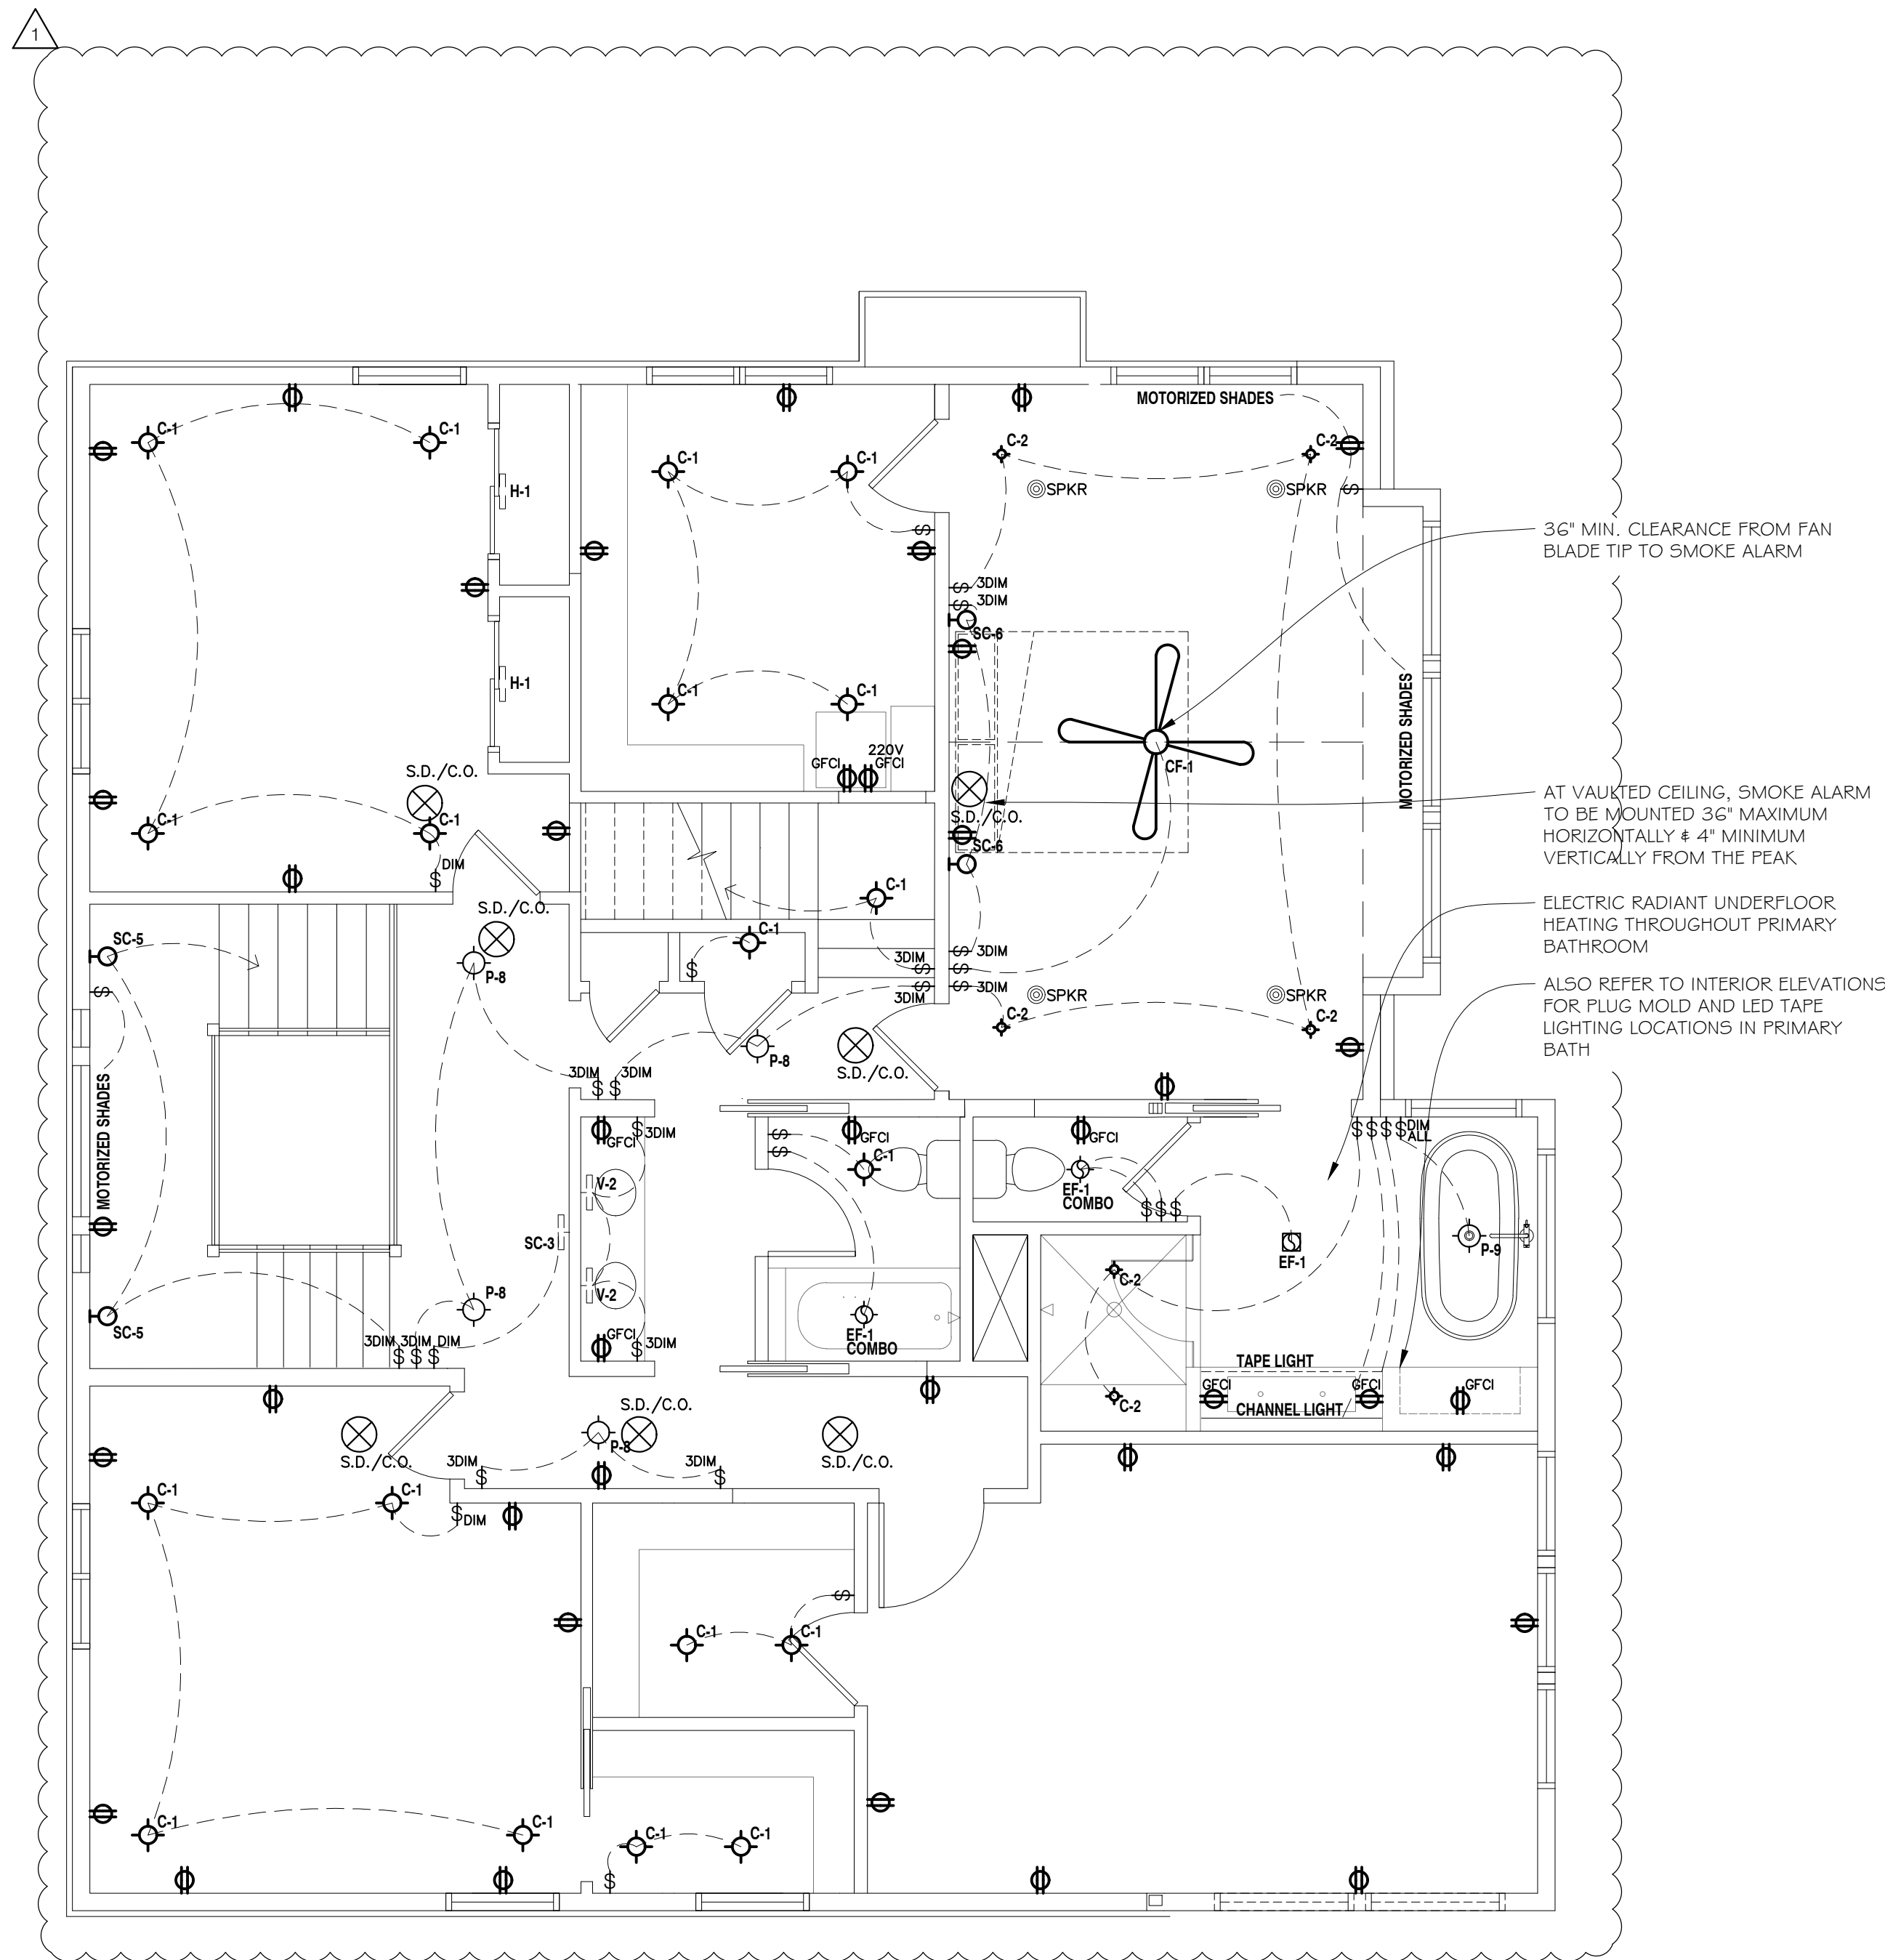 1
MOTORIZED SHADES
C-1
C-1
C-2
C-2
C-1
C-1
H-1
SPKR
SPKR
36" MIN. CLEARANCE FROM FAN
BLADE TIP TO SMOKE ALARM
3DIM
3DIM
SC-6
H-1
C-1
C-1
MOTORIZED SHADES
220V
GFCI
GFCI
CF-1
S.D./C.O.
AT VAULTED CEILING, SMOKE ALARM
TO BE MOUNTED 36" MAXIMUM
HORIZONTALLY & 4" MINIMUM
VERTICALLY FROM THE PEAK
S.D./C.O.
C-1
C-1
SC-6
DIM
C-1
ELECTRIC RADIANT UNDERFLOOR
HEATING THROUGHOUT PRIMARY
BATHROOM
S.D./C.O.
SC-5
C-1
3DIM
3DIM
P-8
3DIM
3DIM
SPKR
SPKR
ALSO REFER TO INTERIOR ELEVATIONS
FOR PLUG MOLD AND LED TAPE
LIGHTING LOCATIONS IN PRIMARY
BATH
C-2
C-2
P-8
S.D./C.O.
3DIM
3DIM
MOTORIZED SHADES
GFCI
3DIM
GFCI
GFCI
DIM
ALL
C-1
V-2
EF-1
COMBO
SC-3
P-9
EF-1
C-2
V-2
P-8
SC-5
3DIM
3DIM
DIM
GFCI
3DIM
EF-1
COMBO
TAPE LIGHT
GFCI
GFCI
GFCI
CHANNEL LIGHT
C-2
S.D./C.O.
P-8
S.D./C.O.
S.D./C.O.
3DIM
3DIM
C-1
C-1
DIM
C-1
C-1
C-1
C-1
C-1
C-1